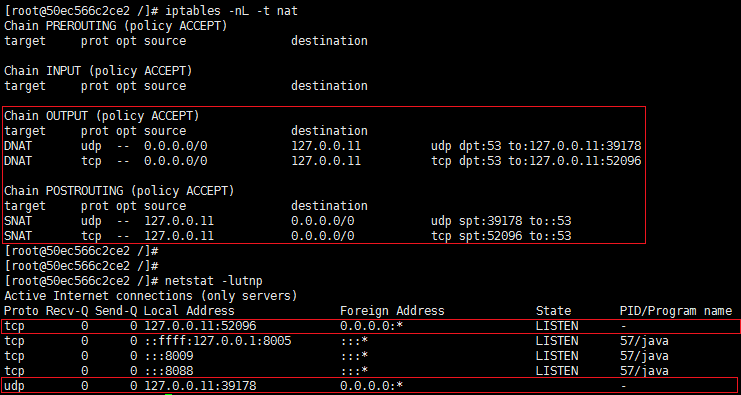 [root@50ec566c2ce2 /]# iptables -nL -t nat
Chain PREROUTING (policy ACCEPT)
target     prot opt source               destination

Chain INPUT (policy ACCEPT)
target     prot opt source               destination

Chain OUTPUT (policy ACCEPT)
target     prot opt source               destination
DNAT       udp  --  0.0.0.0/0            127.0.0.11           udp dpt:53 to:127.0.0.11:39178
DNAT       tcp  --  0.0.0.0/0            127.0.0.11           tcp dpt:53 to:127.0.0.11:52096

Chain POSTROUTING (policy ACCEPT)
target     prot opt source               destination
SNAT       udp  --  127.0.0.11           0.0.0.0/0            udp spt:39178 to::53
SNAT       tcp  --  127.0.0.11           0.0.0.0/0            tcp spt:52096 to::53
[root@50ec566c2ce2 /]#
[root@50ec566c2ce2 /]#
[root@50ec566c2ce2 /]# netstat -lutnp
Active Internet connections (only servers)
Proto Recv-Q Send-Q Local Address               Foreign Address             State       PID/Program name
tcp        0      0 127.0.0.11:52096            0.0.0.0:*                   LISTEN      -
tcp        0      0 ::ffff:127.0.0.1:8005       :::*                        LISTEN      57/java
tcp        0      0 :::8009                     :::*                        LISTEN      57/java
tcp        0      0 :::8088                     :::*                        LISTEN      57/java
udp        0      0 127.0.0.11:39178            0.0.0.0:*                               -